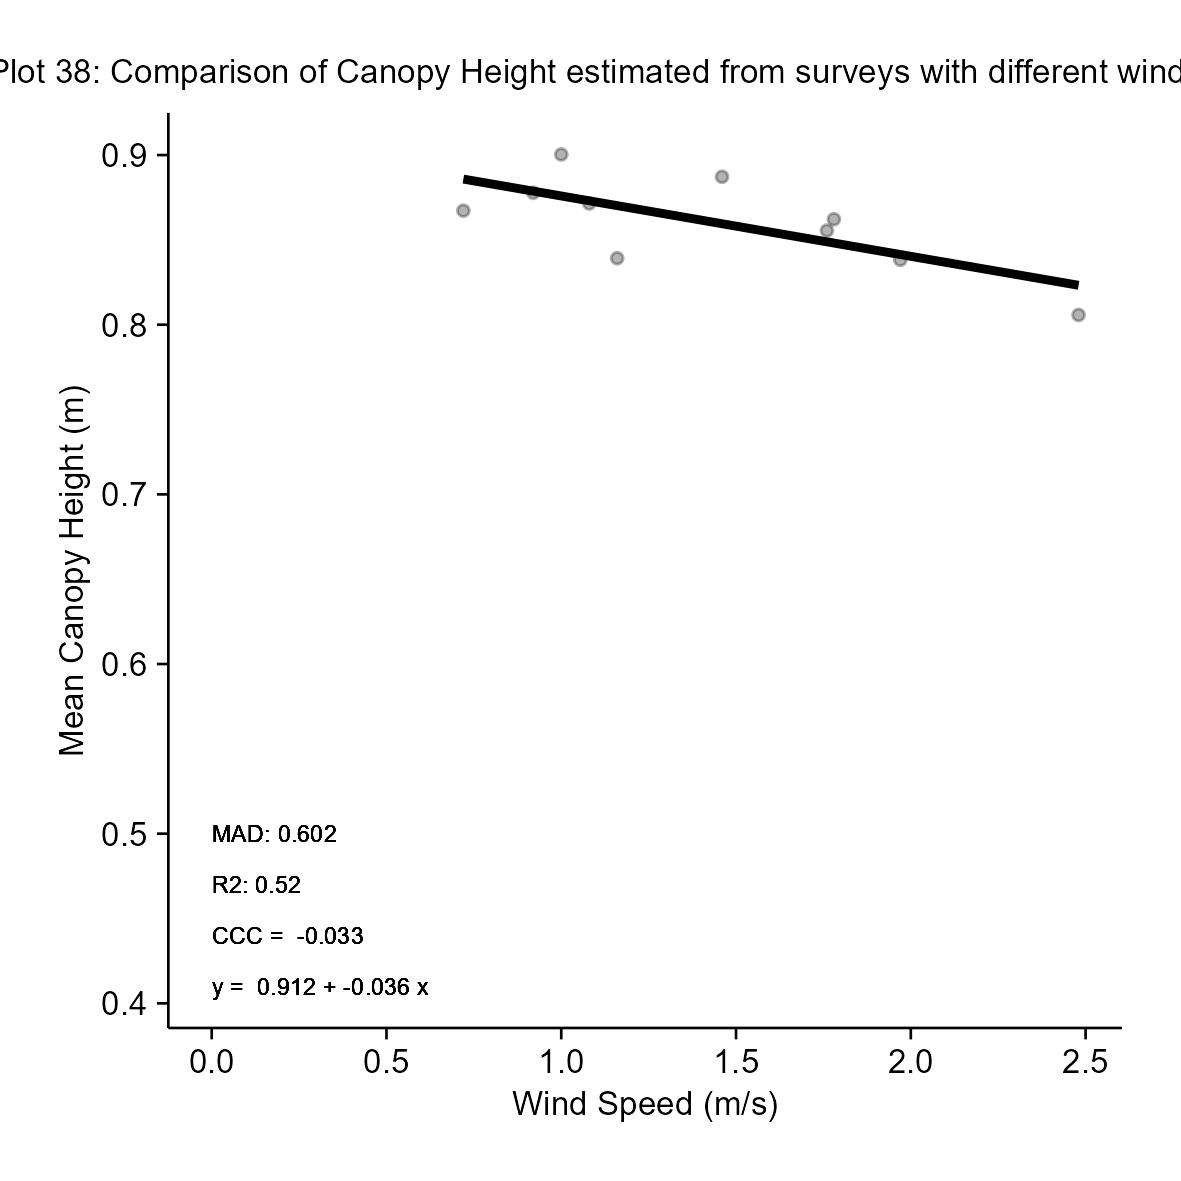 Plot 38: Comparison of Canopy Height estimated from surveys with different wind
0.9
0.8
0.7
0.6
0.5
0.4
Mean Canopy Height (m)
MAD: 0.602
R2: 0.52
CCC = -0.033
y = 0.912 + -0.036 x
0.0 0.5 1.0 1.5 2.0 2.5
Wind Speed (m/s)